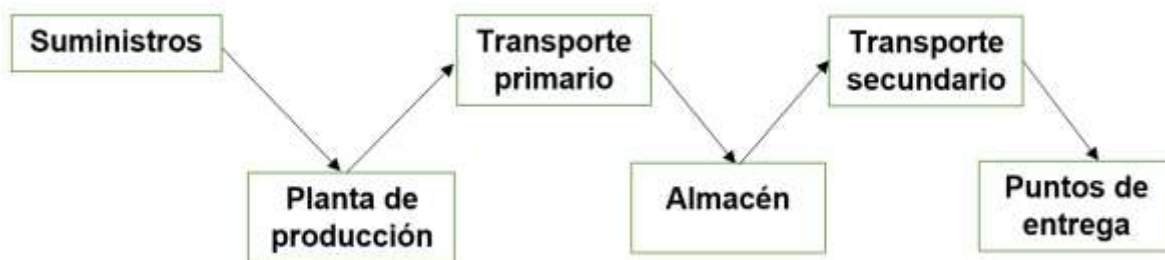 Suministros
Planta de
producción
Transporte
primario
Almacén
Transporte
secundario
Puntos de
entrega